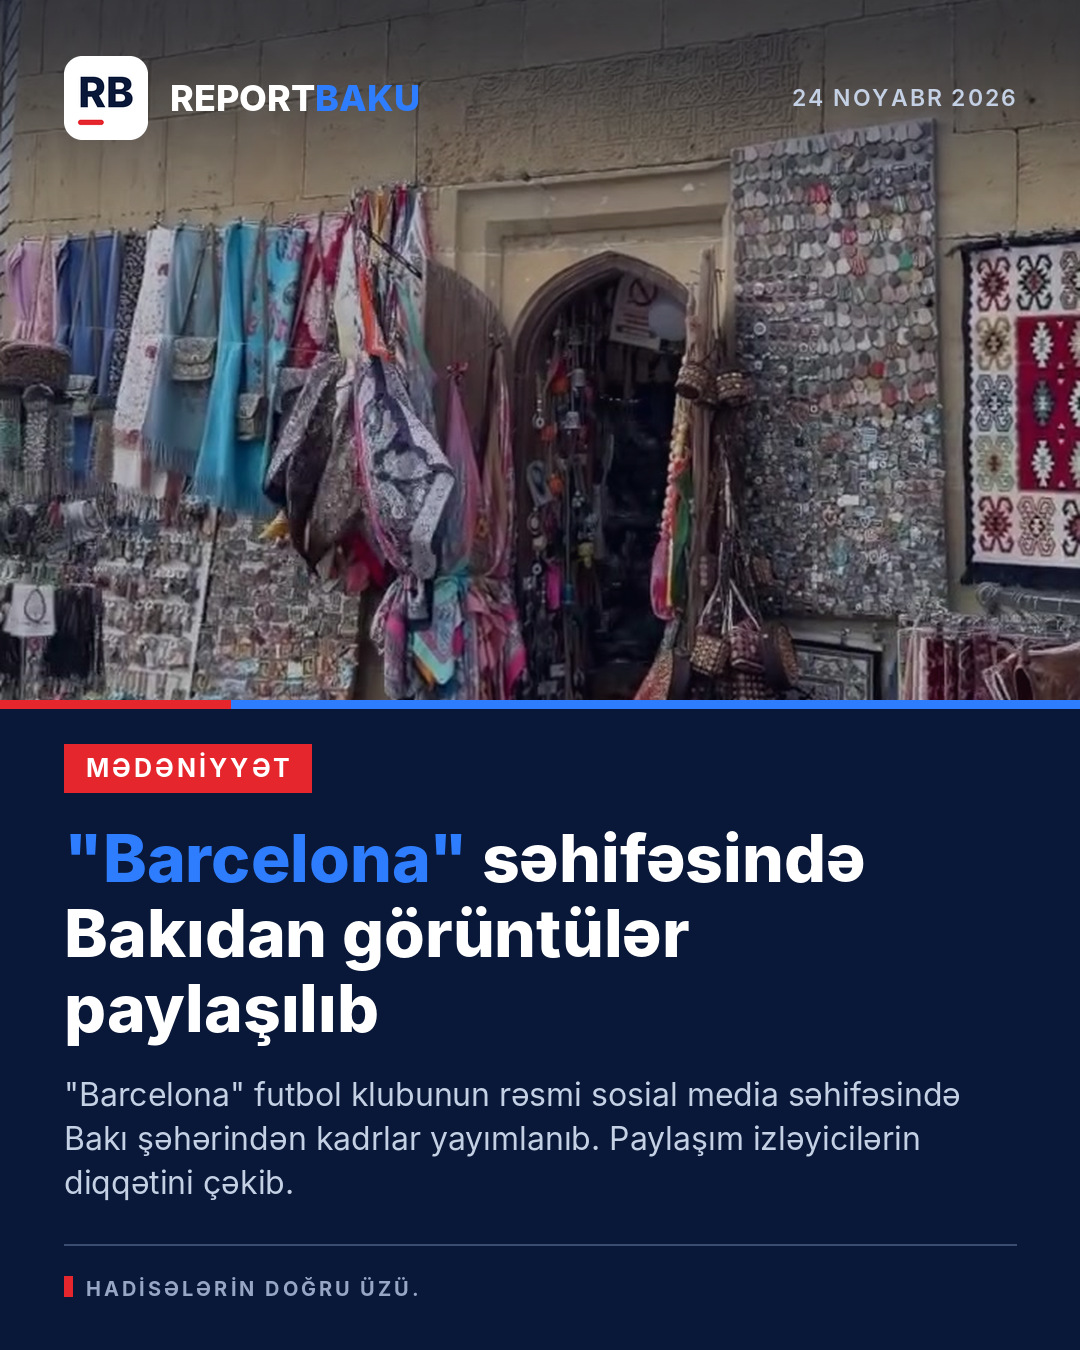 RB
REPORTBAKU
24 NOYABR 2026
MƏDƏNİYYƏT
"Barcelona" səhifəsində
Bakıdan görüntülər
paylaşılıb
"Barcelona" futbol klubunun rəsmi sosial media səhifəsində
Bakı şəhərindən kadrlar yayımlanıb. Paylaşım izləyicilərin
diqqətini çəkib.
HADİSƏLƏRİN DOĞRU ÜZÜ.